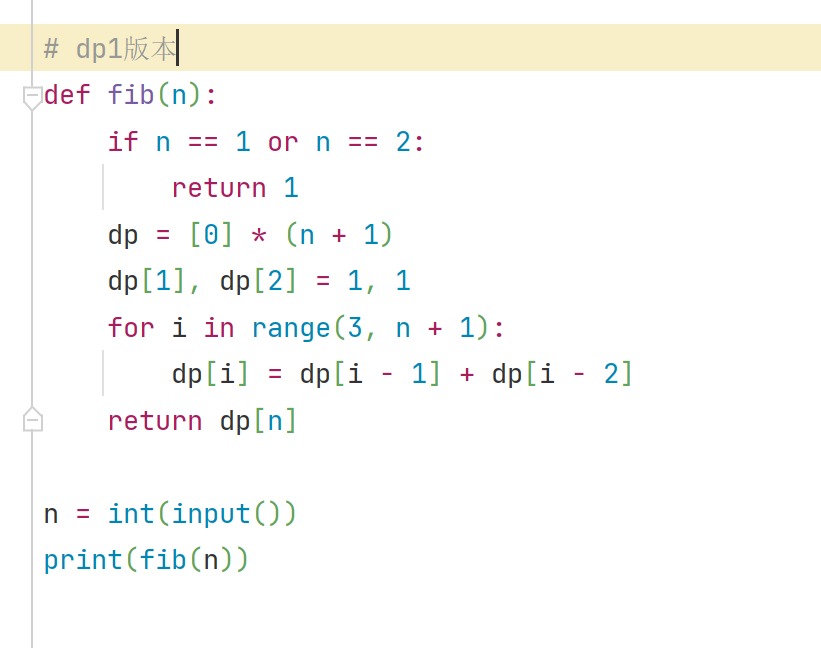 # dp1版本
def fib(n):
    if n == 1 or n == 2:
        return 1
    dp = [0] * (n + 1)
    dp[1], dp[2] = 1, 1
    for i in range(3, n + 1):
        dp[i] = dp[i - 1] + dp[i - 2]
    return dp[n]

n = int(input())
print(fib(n))